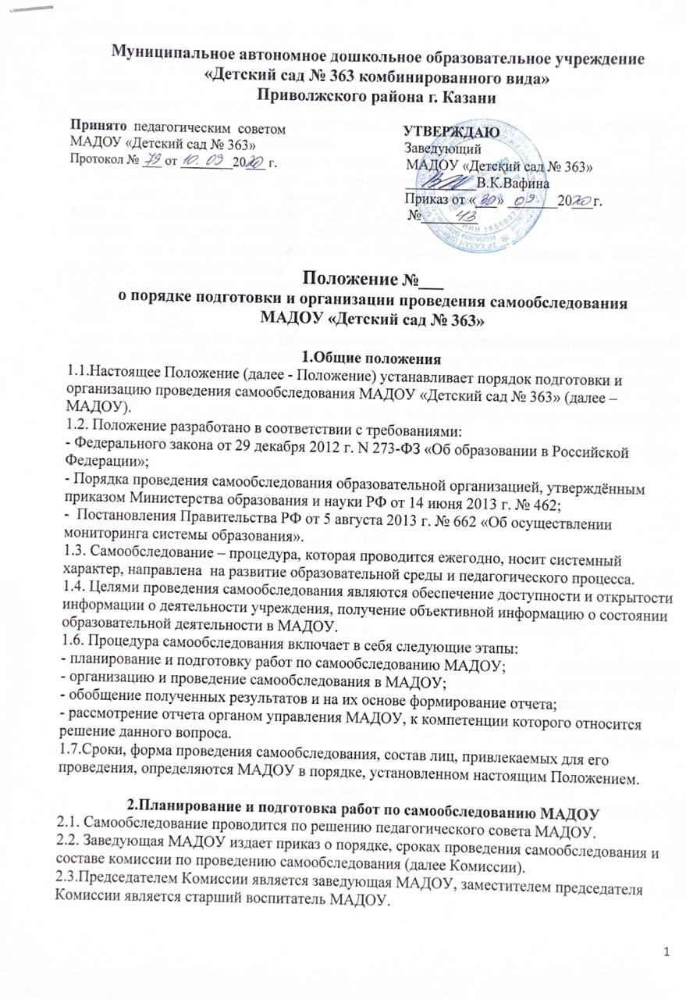 Муниципальное автономное дошкольное образовательное учреждение
«Детский сад № 363 комбинированного вида»
Приволжского района г. Казани
Принято педагогическим советом
МАДОУ «Детский сад № 363»
Протокол № 79 от 10. 09 2020 г.
УТВЕРЖДАЮ
Заведующий
МАДОУ «Детский сад № 363»
В.К.Вафина
Приказ от «30» 09 2020 г.
№ 43
Положение №___
о порядке подготовки и организации проведения самообследования
МАДОУ «Детский сад № 363»
1.Общие положения
1.1.Настоящее Положение (далее - Положение) устанавливает порядок подготовки и
организацию проведения самообследования МАДОУ «Детский сад № 363» (далее –
МАДОУ).
1.2. Положение разработано в соответствии с требованиями:
- Федерального закона от 29 декабря 2012 г. N 273-ФЗ «Об образовании в Российской
Федерации»;
- Порядка проведения самообследования образовательной организацией, утверждённым
приказом Министерства образования и науки РФ от 14 июня 2013 г. № 462;
- Постановления Правительства РФ от 5 августа 2013 г. № 662 «Об осуществлении
мониторинга системы образования».
1.3. Самообследование – процедура, которая проводится ежегодно, носит системный
характер, направлена на развитие образовательной среды и педагогического процесса.
1.4. Целями проведения самообследования являются обеспечение доступности и открытости
информации о деятельности учреждения, получение объективной информацию о состоянии
образовательной деятельности в МАДОУ.
1.6. Процедура самообследования включает в себя следующие этапы:
- планирование и подготовку работ по самообследованию МАДОУ;
- организацию и проведение самообследования в МАДОУ;
- обобщение полученных результатов и на их основе формирование отчета;
- рассмотрение отчета органом управления МАДОУ, к компетенции которого относится
решение данного вопроса.
1.7.Сроки, форма проведения самообследования, состав лиц, привлекаемых для его
проведения, определяются МАДОУ в порядке, установленном настоящим Положением.
2.Планирование и подготовка работ по самообследованию МАДОУ
2.1. Самообследование проводится по решению педагогического совета МАДОУ.
2.2. Заведующая МАДОУ издает приказ о порядке, сроках проведения самообследования и
составе комиссии по проведению самообследования (далее Комиссии).
2.3.Председателем Комиссии является заведующая МАДОУ, заместителем председателя
Комиссии является старший воспитатель МАДОУ.
1